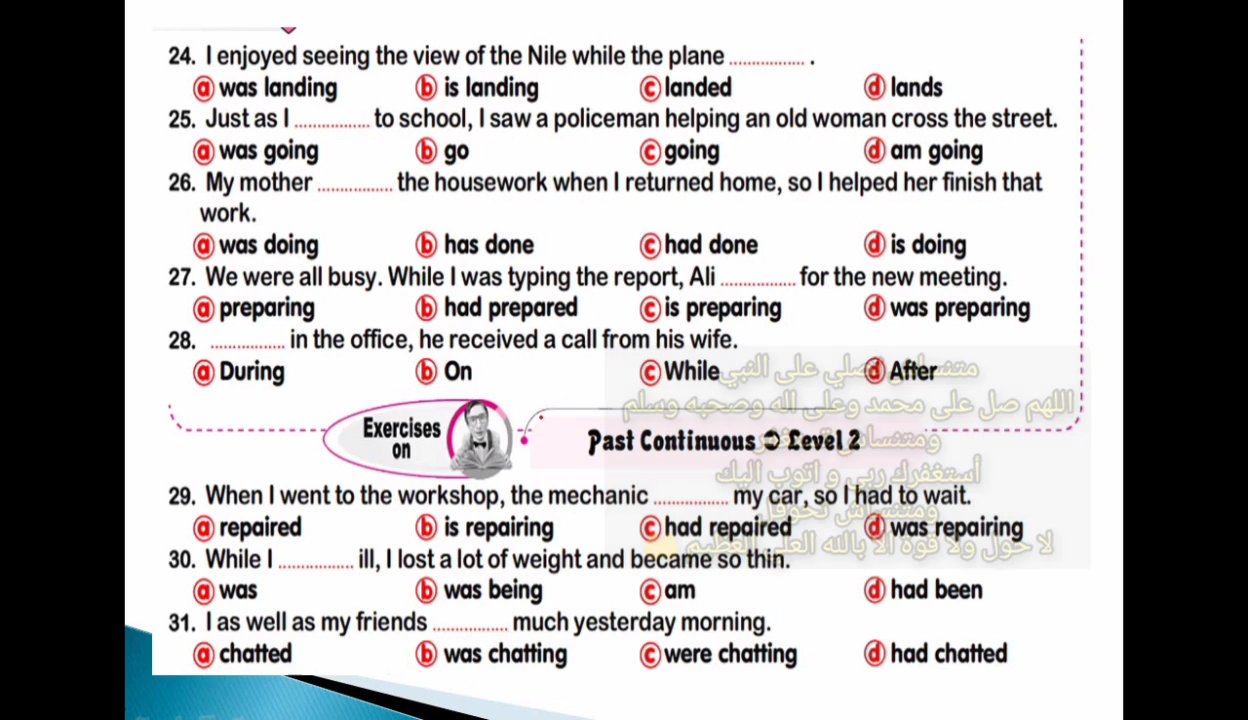 24. I enjoyed seeing the view of the Nile while the plane ................. .
ⓐ was landing ⓑ is landing ⓒ landed ⓓ lands
25. Just as I ................. to school, I saw a policeman helping an old woman cross the street.
ⓐ was going ⓑ go ⓒ going ⓓ am going
26. My mother ................. the housework when I returned home, so I helped her finish that
work.
ⓐ was doing ⓑ has done ⓒ had done ⓓ is doing
27. We were all busy. While I was typing the report, Ali ................. for the new meeting.
ⓐ preparing ⓑ had prepared ⓒ is preparing ⓓ was preparing
28. ................. in the office, he received a call from his wife.
ⓐ During ⓑ On ⓒ While ⓓ After
متنساش تصلي على النبي
اللهم صل على محمد وعلى اله وصحبه وسلم
Exercises
on
Past Continuous ⊃ Level 2
ومتنساش
أستغفرك ربي و اتوب اليك
29. When I went to the workshop, the mechanic ................. my car, so I had to wait.
ومتنساش تحوقل
ⓐ repaired ⓑ is repairing ⓒ had repaired ⓓ was repairing
لا حول ولا قوة الا بالله العلي العظيم
30. While I ................. ill, I lost a lot of weight and became so thin.
ⓐ was ⓑ was being ⓒ am ⓓ had been
31. I as well as my friends ................. much yesterday morning.
ⓐ chatted ⓑ was chatting ⓒ were chatting ⓓ had chatted